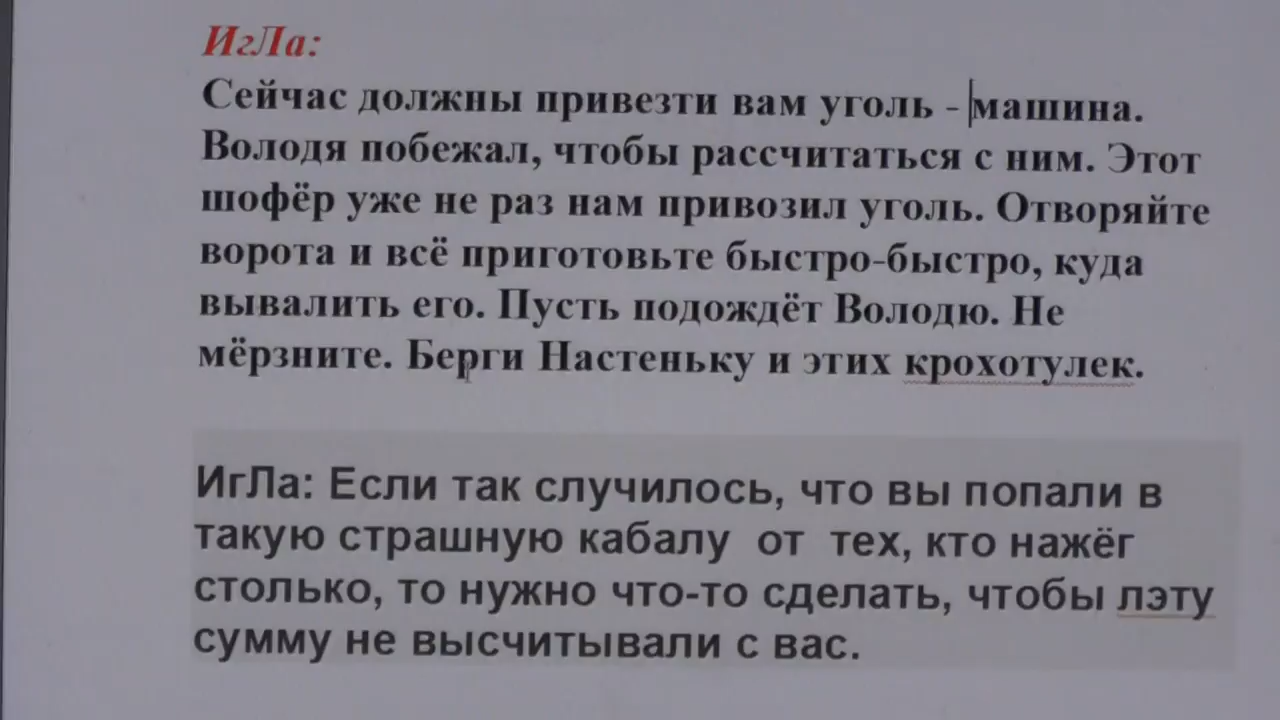 ИгЛа:
Сейчас должны привезти вам уголь - машина.
Володя побежал, чтобы рассчитаться с ним. Этот
шофёр уже не раз нам привозил уголь. Отворяйте
ворота и всё приготовьте быстро-быстро, куда
вывалить его. Пусть подождёт Володю. Не
мёрзните. Берги Настеньку и этих крохотулек.
ИгЛа: Если так случилось, что вы попали в
такую страшную кабалу от тех, кто нажёг
столько, то нужно что-то сделать, чтобы лэту
сумму не высчитывали с вас.